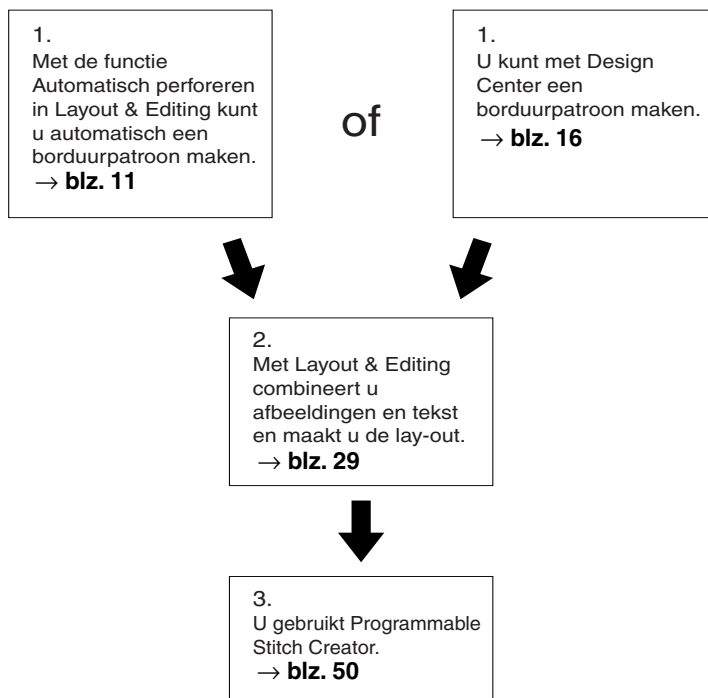 1.
Met de functie
Automatisch perforeren
in Layout & Editing kunt
u automatisch een
borduurpatroon maken.
→ blz. 11
of
1.
U kunt met Design
Center een
borduurpatroon maken.
→ blz. 16
2.
Met Layout & Editing
combineert u
afbeeldingen en tekst
en maakt u de lay-out.
→ blz. 29
3.
U gebruikt Programmable
Stitch Creator.
→ blz. 50